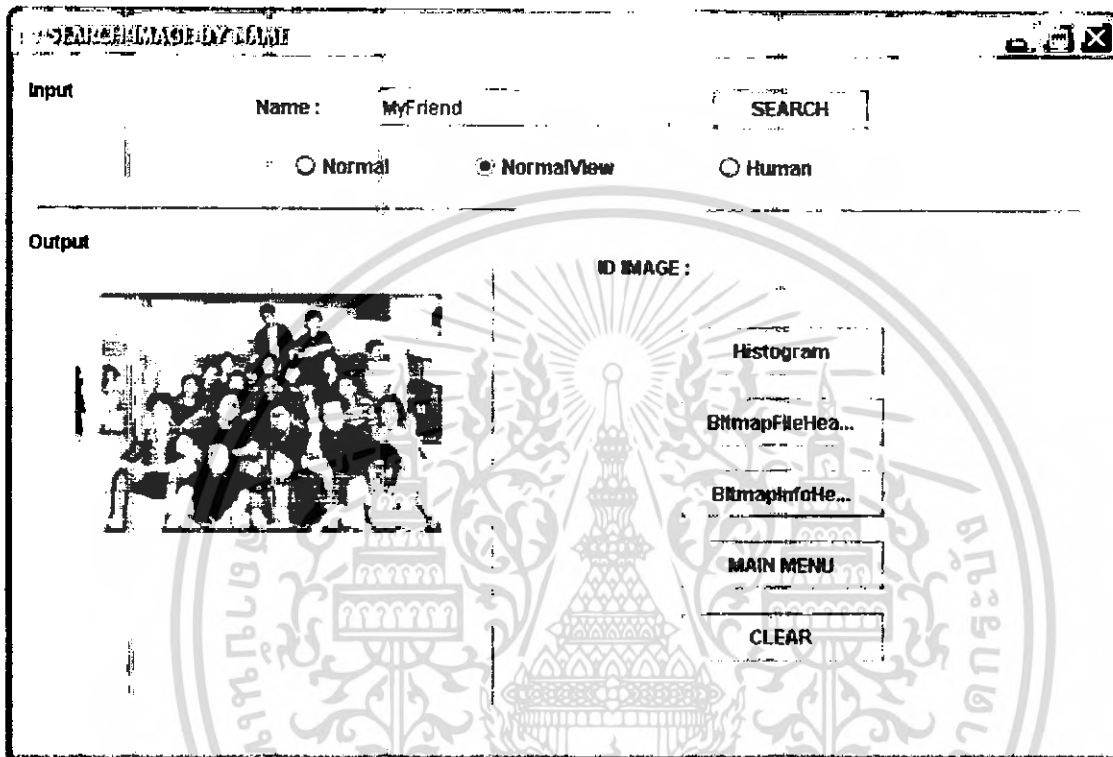 SEARCH IMAGE BY NAME
Input
Name : MyFriend SEARCH
Normal NormalView Human
Output
ID IMAGE :
Histogram
BitmapFileHea...
BitmapInfoHe...
MAIN MENU
CLEAR